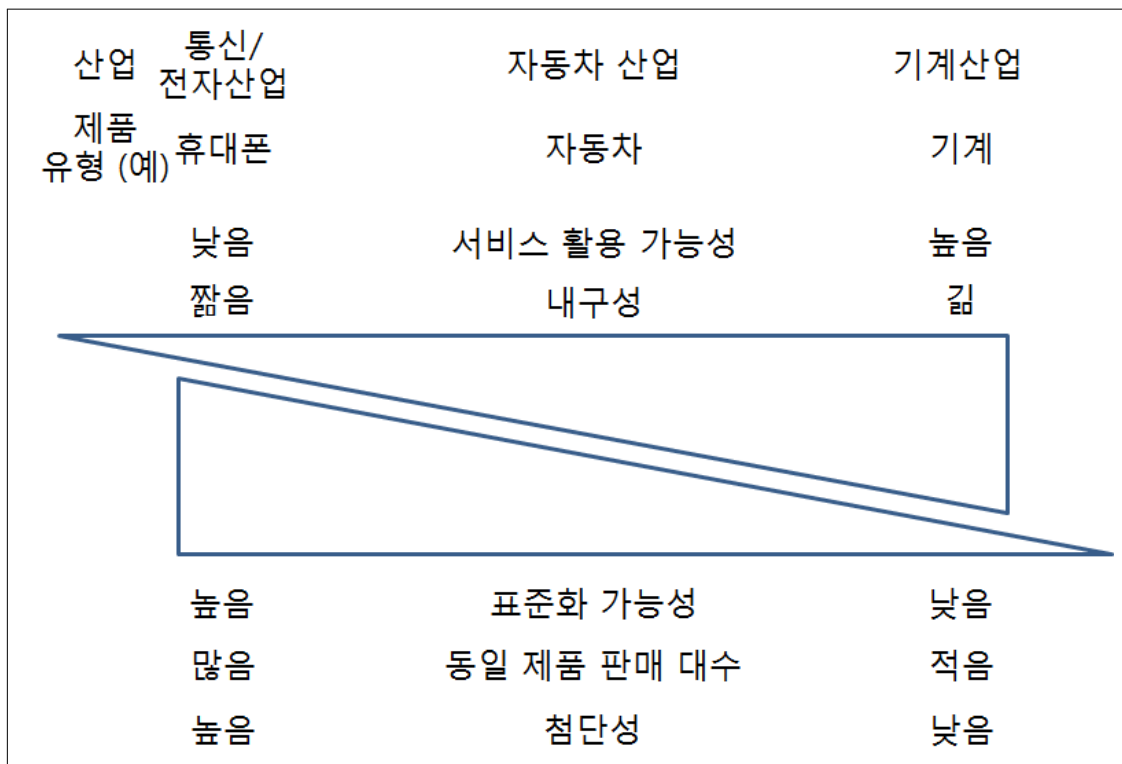 산업 통신/
전자산업 자동차 산업 기계산업
제품
유형 (예) 휴대폰 자동차 기계
낮음 서비스 활용 가능성 높음
짧음 내구성 긺
높음 표준화 가능성 낮음
많음 동일 제품 판매 대수 적음
높음 첨단성 낮음